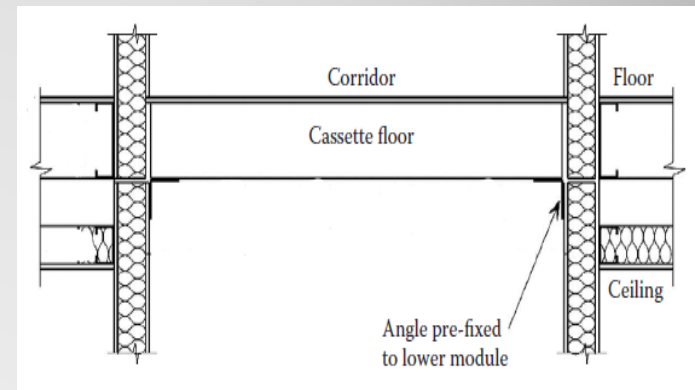 Corridor
Floor
Cassette floor
Ceiling
Angle pre-fixed
to lower module